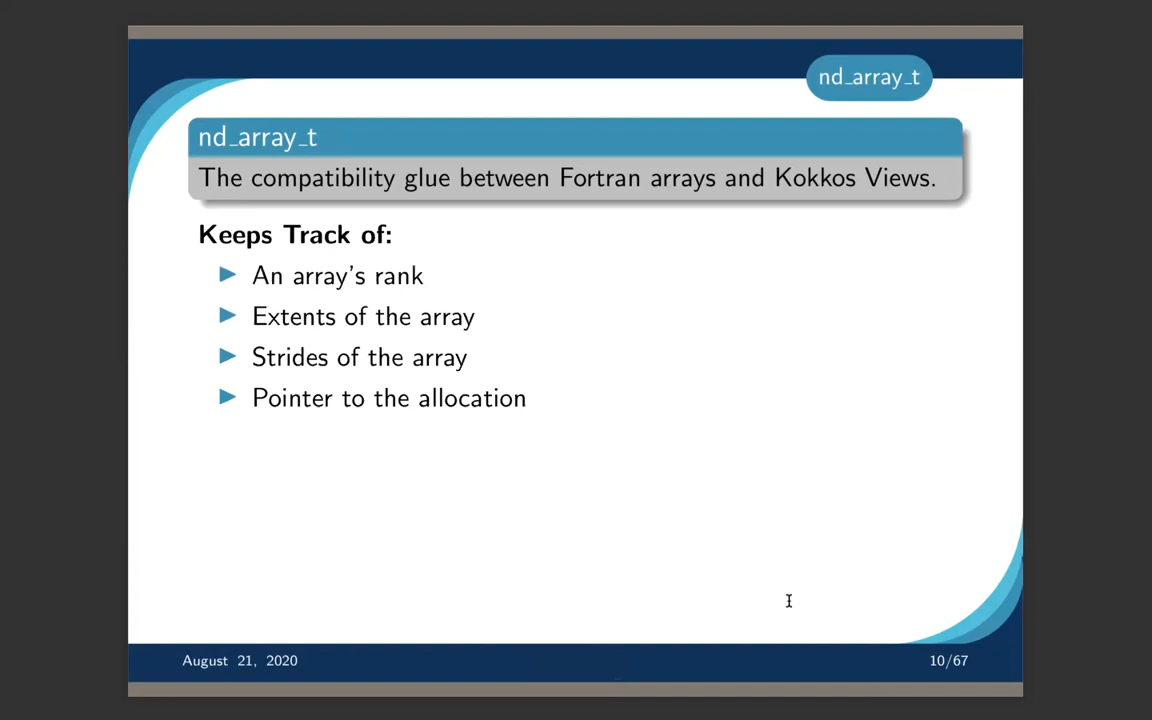 nd_array_t
nd_array_t
The compatibility glue between Fortran arrays and Kokkos Views.
Keeps Track of:
An array's rank
Extents of the array
Strides of the array
Pointer to the allocation
August 21, 2020
10/67